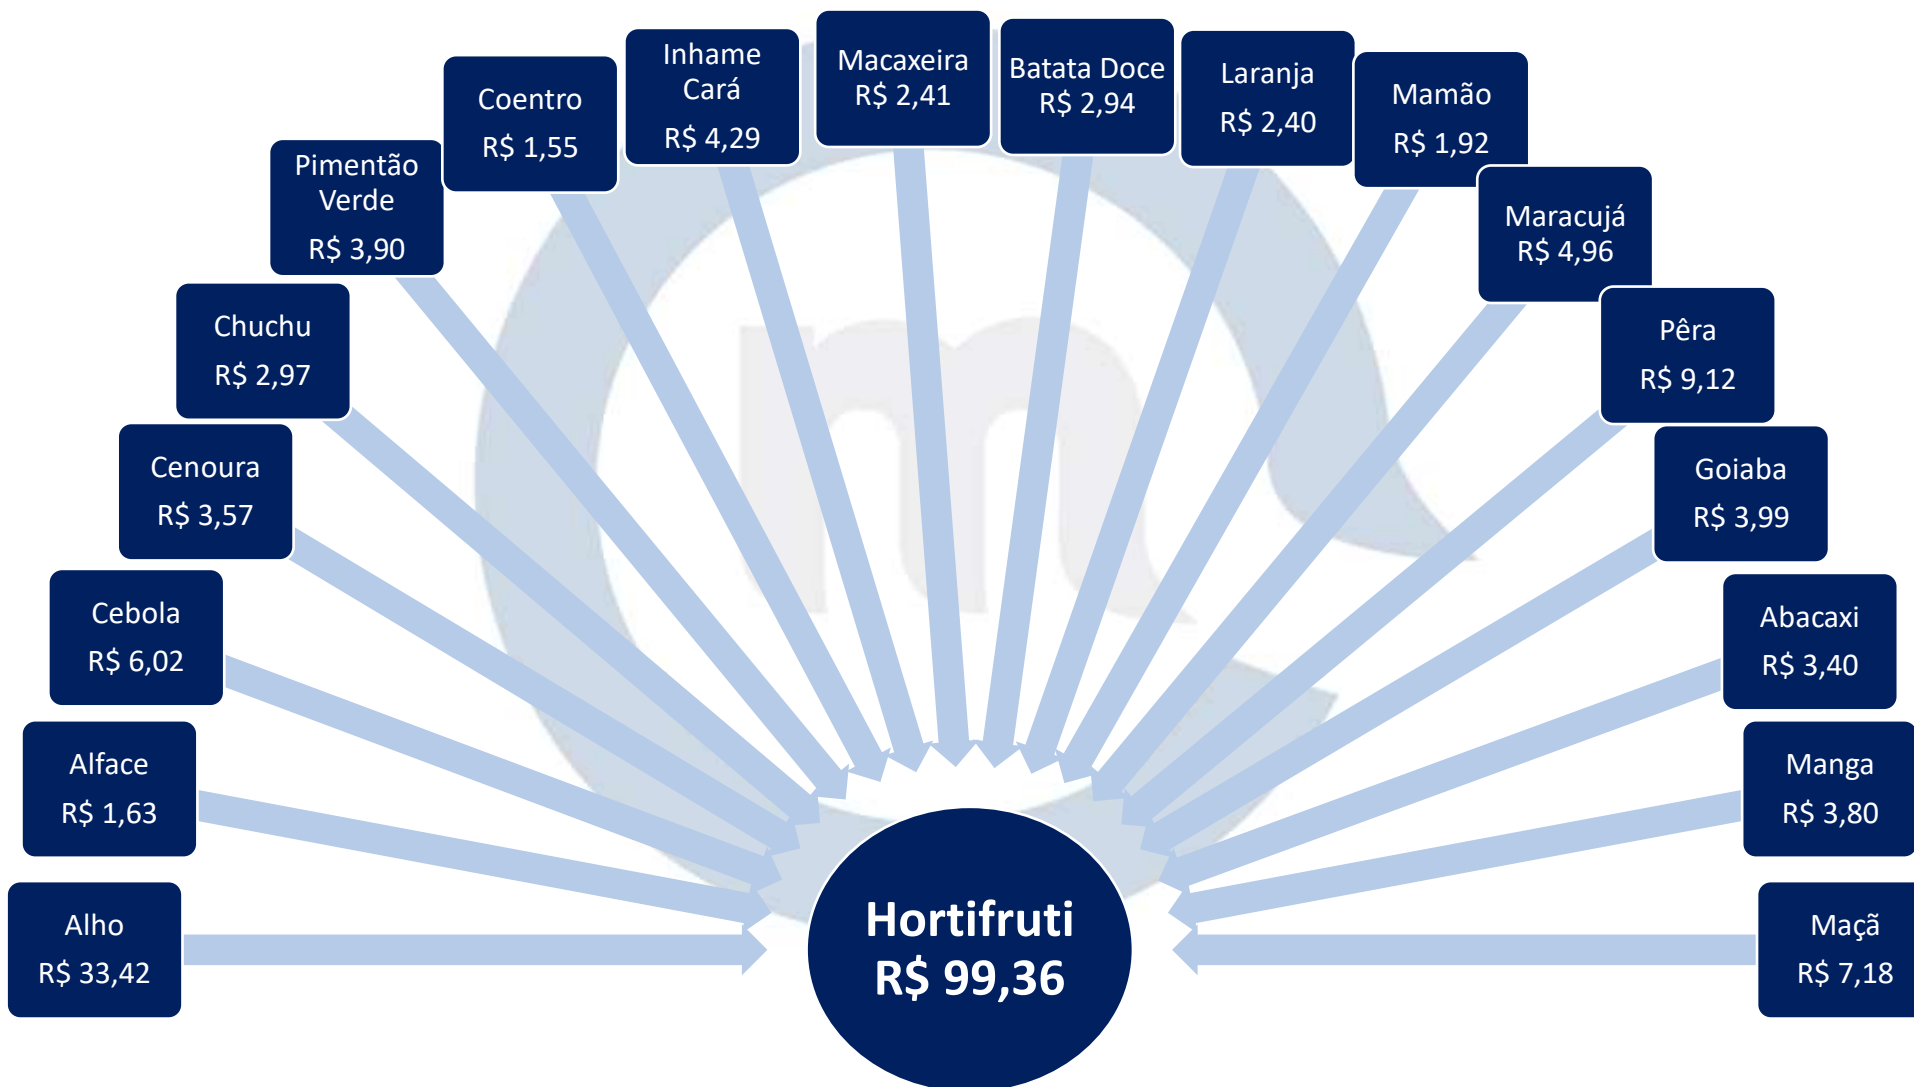 Alho
R$ 33,42
Alface
R$ 1,63
Cebola
R$ 6,02
Cenoura
R$ 3,57
Chuchu
R$ 2,97
Pimentão
Verde
R$ 3,90
Coentro
R$ 1,55
Inhame
Cará
R$ 4,29
Macaxeira
R$ 2,41
Batata Doce
R$ 2,94
Laranja
R$ 2,40
Mamão
R$ 1,92
Maracujá
R$ 4,96
Pêra
R$ 9,12
Goiaba
R$ 3,99
Abacaxi
R$ 3,40
Manga
R$ 3,80
Maçã
R$ 7,18
Hortifruti
R$ 99,36